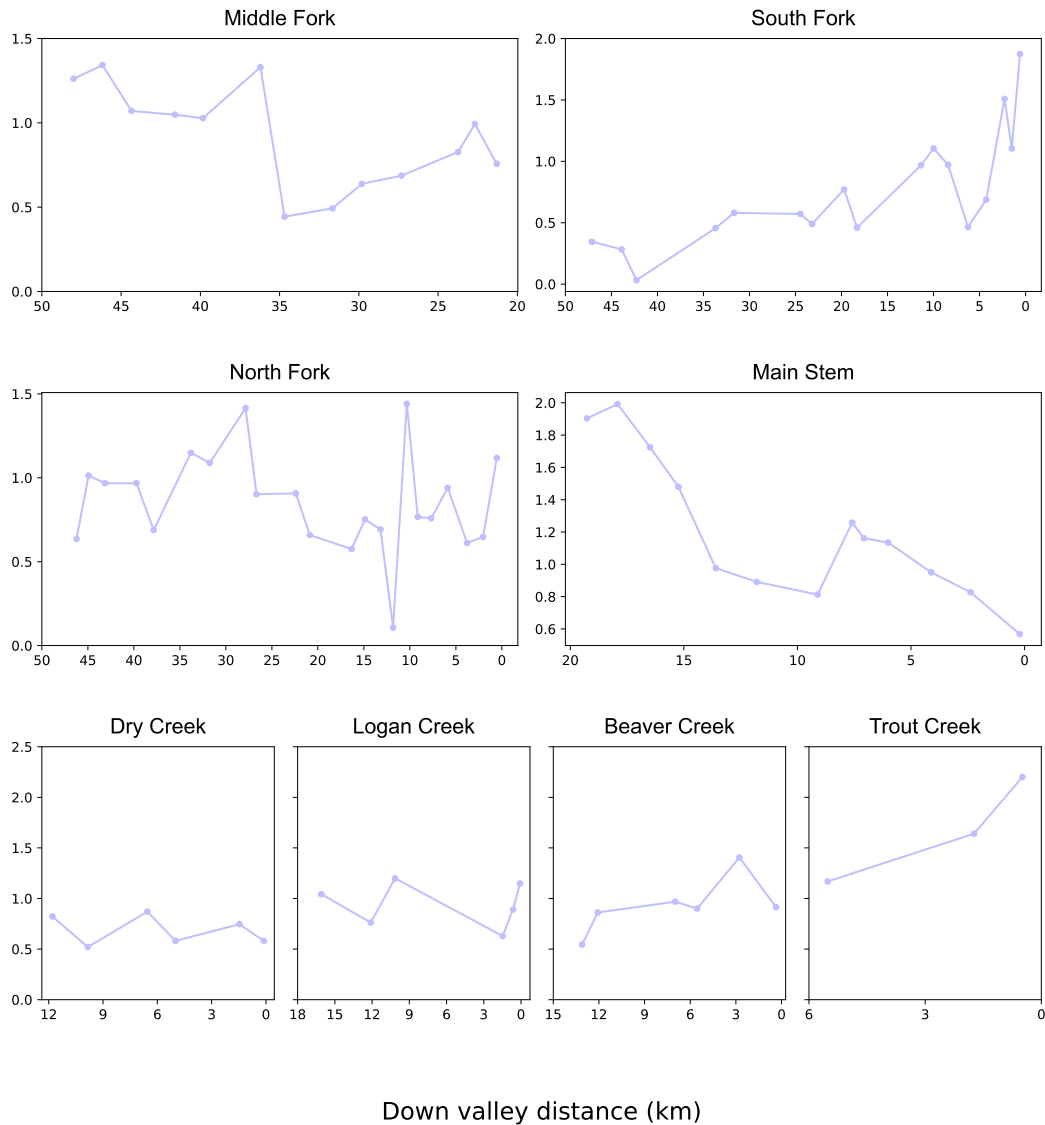 Middle Fork
South Fork
1.5
1.0
0.5
0.0
50 45 40 35 30 25 20
2.0
1.5
1.0
0.5
0.0
50 45 40 35 30 25 20 15 10 5 0
North Fork
Main Stem
1.5
1.0
0.5
0.0
50 45 40 35 30 25 20 15 10 5 0
2.0
1.8
1.6
1.4
1.2
1.0
0.8
0.6
20 15 10 5 0
Dry Creek
Logan Creek
Beaver Creek
Trout Creek
2.5
2.0
1.5
1.0
0.5
0.0
12 9 6 3 0
18 15 12 9 6 3 0
15 12 9 6 3 0
6 3 0
Down valley distance (km)